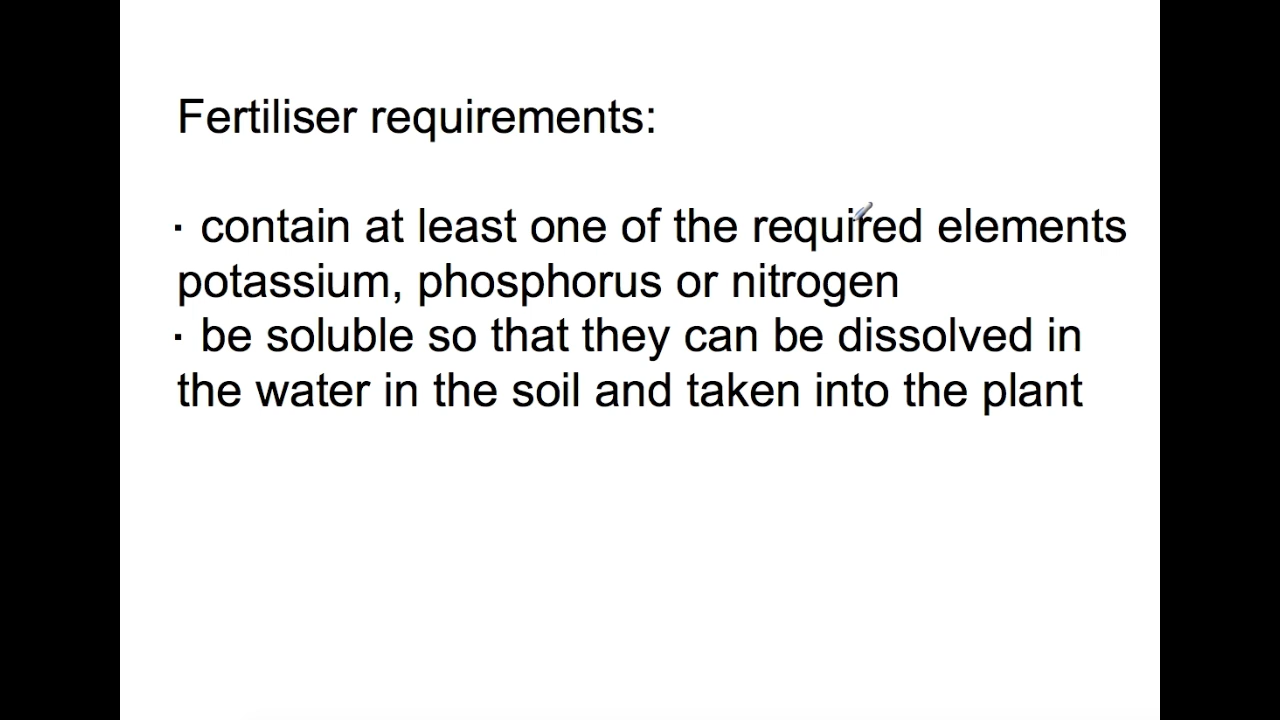 Fertiliser requirements:
· contain at least one of the required elements
potassium, phosphorus or nitrogen
· be soluble so that they can be dissolved in
the water in the soil and taken into the plant